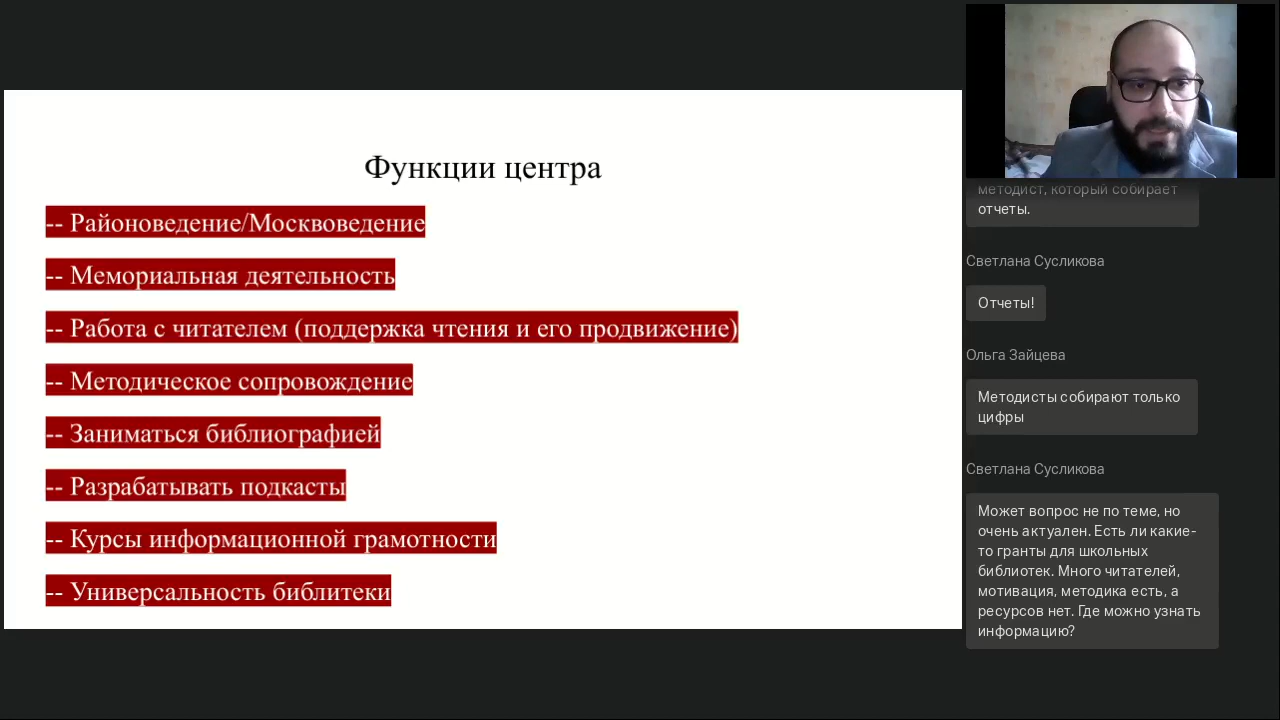 Функции центра
-- Районоведение/Москвоведение
-- Мемориальная деятельность
-- Работа с читателем (поддержка чтения и его продвижение)
-- Методическое сопровождение
-- Заниматься библиографией
-- Разрабатывать подкасты
-- Курсы информационной грамотности
-- Универсальность библитеки
методист, который собирает
отчеты.
Светлана Сусликова
Отчеты!
Ольга Зайцева
Методисты собирают только
цифры
Светлана Сусликова
Может вопрос не по теме, но
очень актуален. Есть ли какие-
то гранты для школьных
библиотек. Много читателей,
мотивация, методика есть, а
ресурсов нет. Где можно узнать
информацию?